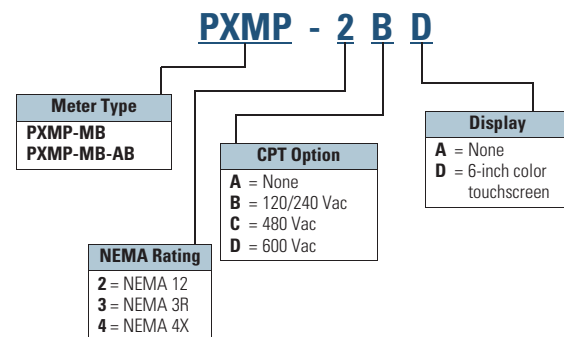 PXMP - 2 B D
Meter Type
PXMP-MB
PXMP-MB-AB
NEMA Rating
2 = NEMA 12
3 = NEMA 3R
4 = NEMA 4X
CPT Option
A = None
B = 120/240 Vac
C = 480 Vac
D = 600 Vac
Display
A = None
D = 6-inch color
touchscreen